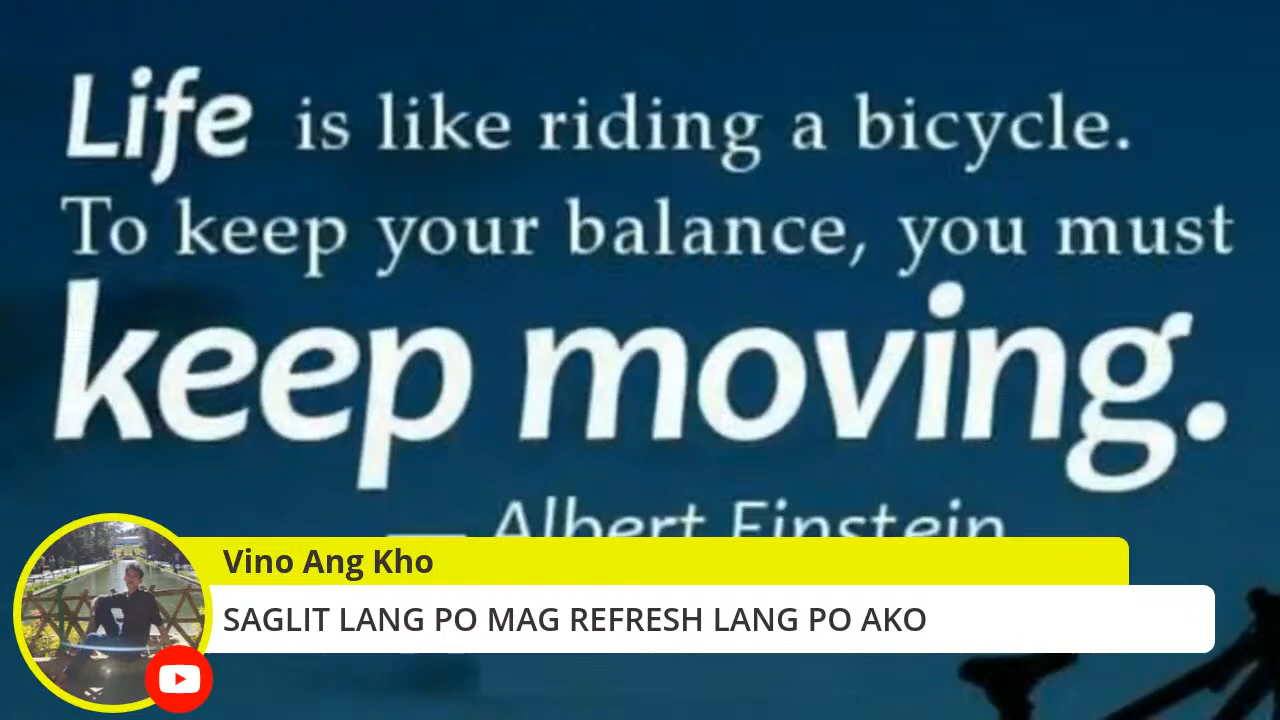 Life is like riding a bicycle.
To keep your balance, you must
keep moving.
— Albert Einstein
Vino Ang Kho
SAGLIT LANG PO MAG REFRESH LANG PO AKO